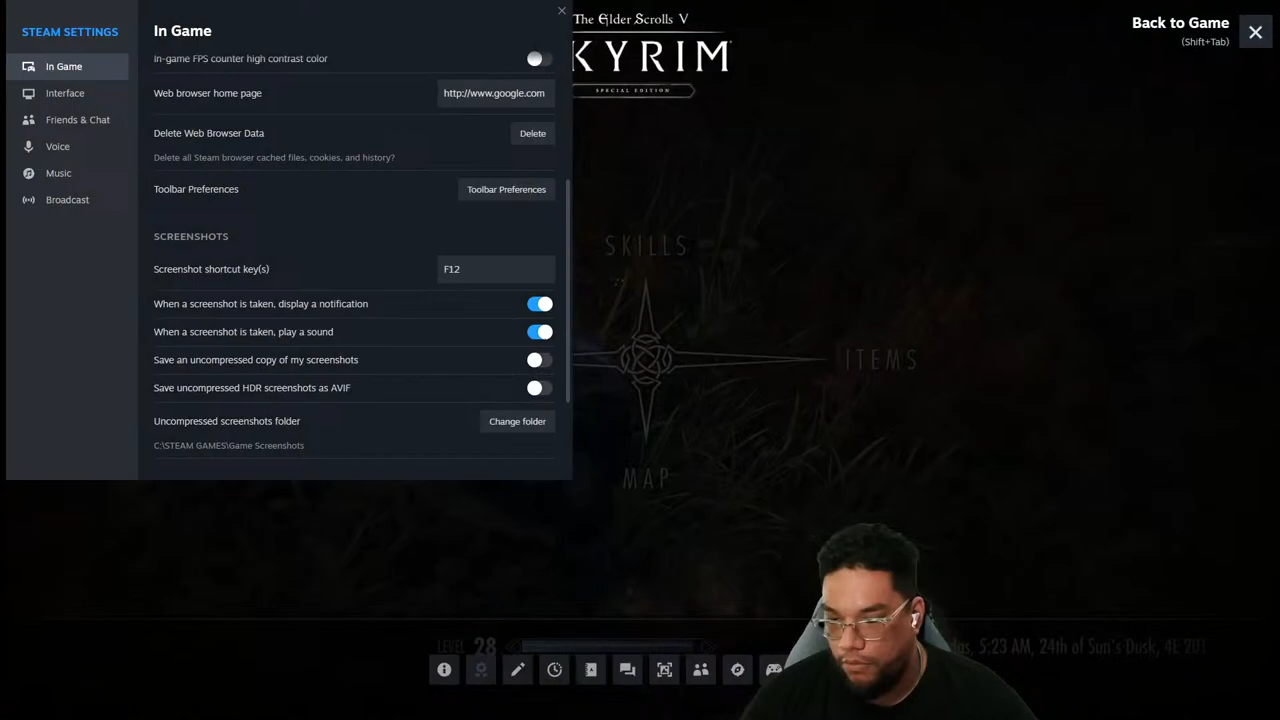 STEAM SETTINGS
In Game
Interface
Friends & Chat
Voice
Music
Broadcast
In Game
In-game FPS counter high contrast color
Web browser home page
http://www.google.com
Delete Web Browser Data
Delete
Delete all Steam browser cached files, cookies, and history?
Toolbar Preferences
Toolbar Preferences
SCREENSHOTS
Screenshot shortcut key(s)
F12
When a screenshot is taken, display a notification
When a screenshot is taken, play a sound
Save an uncompressed copy of my screenshots
Save uncompressed HDR screenshots as AVIF
Uncompressed screenshots folder
Change folder
C:\STEAM GAMES\Game Screenshots
The Elder Scrolls V
KYRIM
SPECIAL EDITION
Back to Game
(Shift+Tab)
SKILLS
ITEMS
MAP
LEVEL 28
5:23 AM, 24th of Sun's Dusk, 4E 201